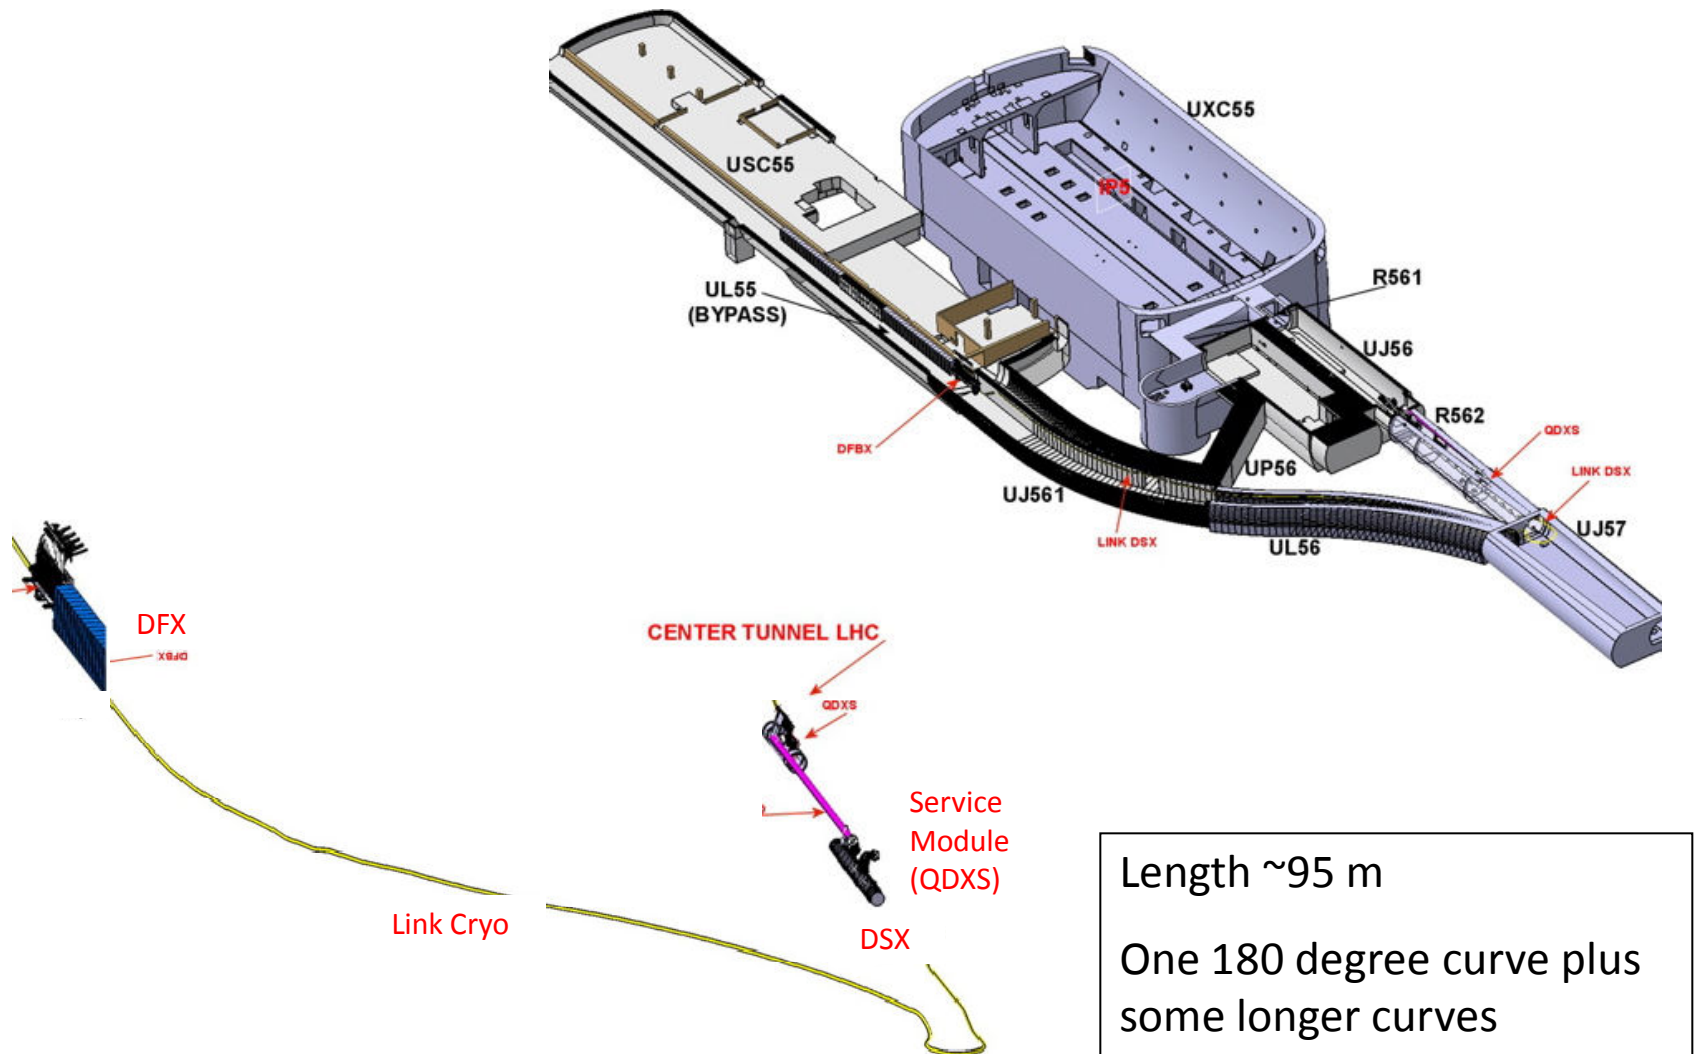 UXC55
USC55
IP5
R561
UL55
(BYPASS)
UJ56
R562
QDXS
DFBX
LINK DSX
UP56
UJ561
UJ57
LINK DSX
UL56
DFX
DFBX
CENTER TUNNEL LHC
QDXS
Service
Module
(QDXS)
Link Cryo
DSX
Length ~95 m
One 180 degree curve plus
some longer curves